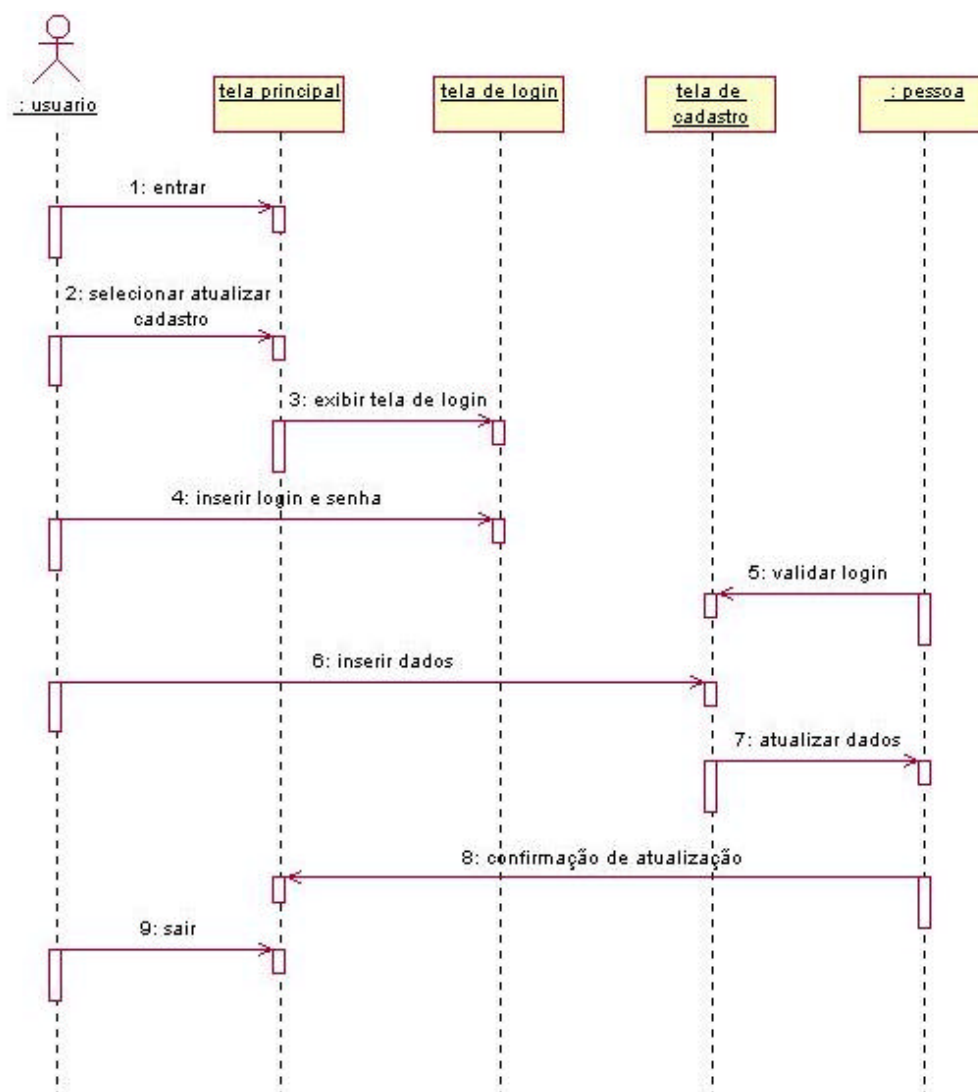 : usuario
tela principal
tela de login
tela de
cadastro
: pessoa
1: entrar
2: selecionar atualizar
cadastro
3: exibir tela de login
4: inserir login e senha
5: validar login
6: inserir dados
7: atualizar dados
8: confirmação de atualização
9: sair